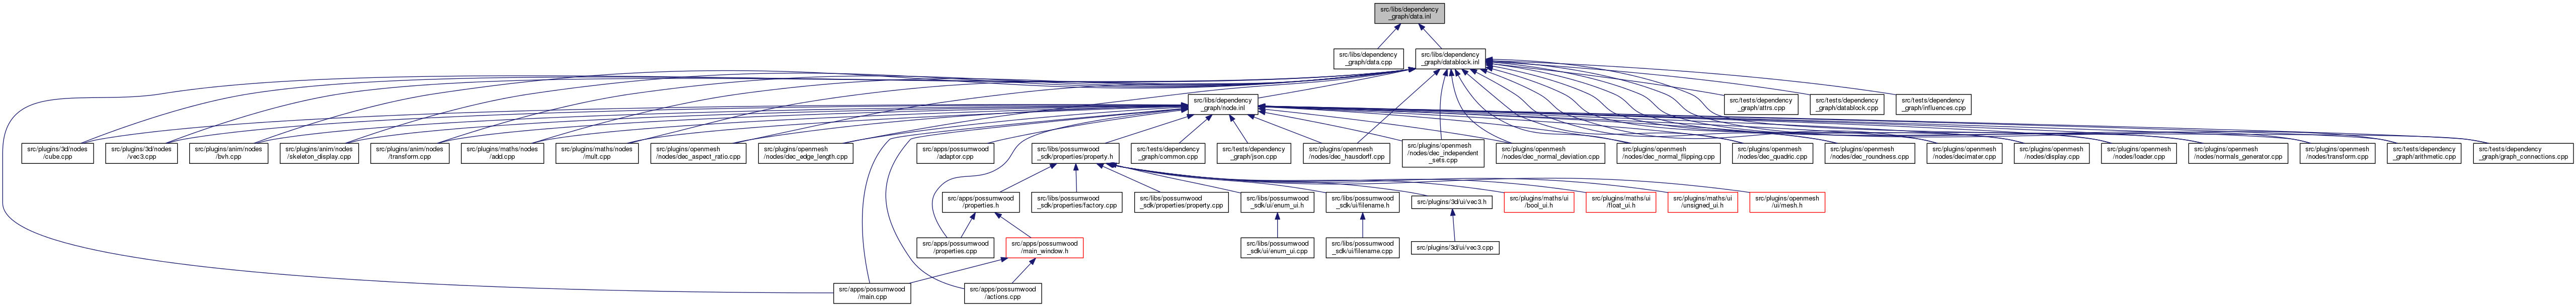 src/libs/dependency
_graph/data.inl
src/libs/dependency
_graph/data.cpp
src/libs/dependency
_graph/datablock.inl
src/libs/dependency
_graph/node.inl
src/tests/dependency
_graph/attrs.cpp
src/tests/dependency
_graph/datablock.cpp
src/tests/dependency
_graph/influences.cpp
src/plugins/3d/nodes
/cube.cpp
src/plugins/3d/nodes
/vec3.cpp
src/plugins/anim/nodes
/bvh.cpp
src/plugins/anim/nodes
/skeleton_display.cpp
src/plugins/anim/nodes
/transform.cpp
src/plugins/maths/nodes
/add.cpp
src/plugins/maths/nodes
/mult.cpp
src/plugins/openmesh
/nodes/dec_aspect_ratio.cpp
src/plugins/openmesh
/nodes/dec_edge_length.cpp
src/apps/possumwood
/adaptor.cpp
src/libs/possumwood
_sdk/properties/property.h
src/tests/dependency
_graph/common.cpp
src/tests/dependency
_graph/json.cpp
src/plugins/openmesh
/nodes/dec_hausdorff.cpp
src/plugins/openmesh
/nodes/dec_independent
_sets.cpp
src/plugins/openmesh
/nodes/dec_normal_deviation.cpp
src/plugins/openmesh
/nodes/dec_normal_flipping.cpp
src/plugins/openmesh
/nodes/dec_quadric.cpp
src/plugins/openmesh
/nodes/dec_roundness.cpp
src/plugins/openmesh
/nodes/decimater.cpp
src/plugins/openmesh
/nodes/display.cpp
src/plugins/openmesh
/nodes/loader.cpp
src/plugins/openmesh
/nodes/normals_generator.cpp
src/plugins/openmesh
/nodes/transform.cpp
src/tests/dependency
_graph/arithmetic.cpp
src/tests/dependency
_graph/graph_connections.cpp
src/apps/possumwood
/properties.h
src/libs/possumwood
_sdk/properties/factory.cpp
src/libs/possumwood
_sdk/properties/property.cpp
src/libs/possumwood
_sdk/ui/enum_ui.h
src/libs/possumwood
_sdk/ui/filename.h
src/plugins/3d/ui/vec3.h
src/plugins/maths/ui
/bool_ui.h
src/plugins/maths/ui
/float_ui.h
src/plugins/maths/ui
/unsigned_ui.h
src/plugins/openmesh
/ui/mesh.h
src/apps/possumwood
/properties.cpp
src/apps/possumwood
/main_window.h
src/libs/possumwood
_sdk/ui/enum_ui.cpp
src/libs/possumwood
_sdk/ui/filename.cpp
src/plugins/3d/ui/vec3.cpp
src/apps/possumwood
/main.cpp
src/apps/possumwood
/actions.cpp